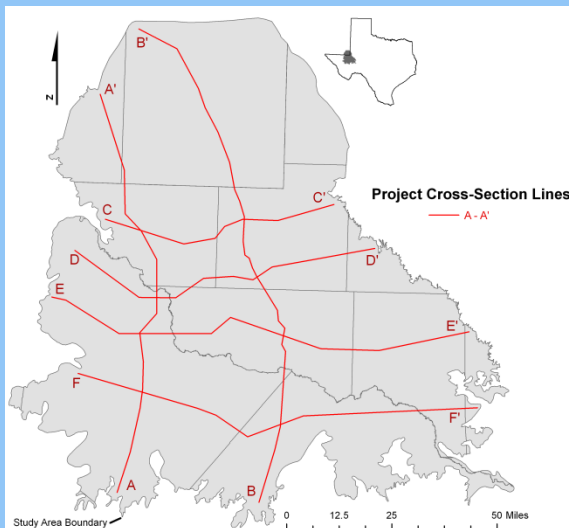 B'
A'
N
C
C'
Project Cross-Section Lines
A - A'
D
D'
E
E'
F
F'
A
B
Study Area Boundary
0 12.5 25 50 Miles